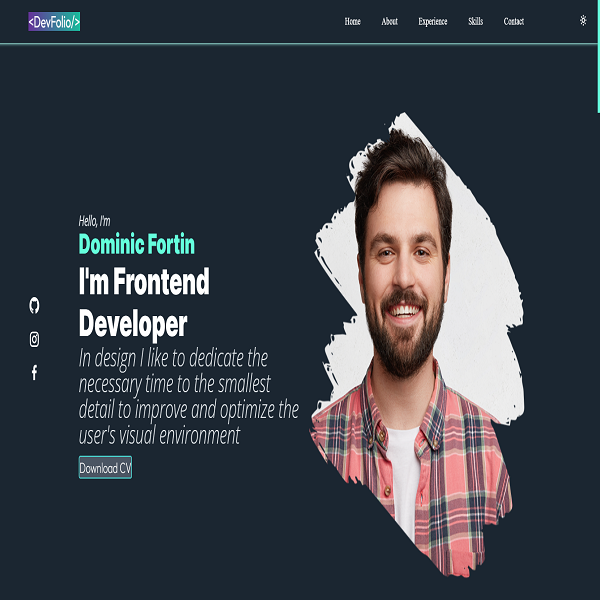 <DevFolio/>
Home About Experience Skills Contact
Hello, I'm
Dominic Fortin
I'm Frontend
Developer
In design I like to dedicate the
necessary time to the smallest
detail to improve and optimize the
user's visual environment
Download CV